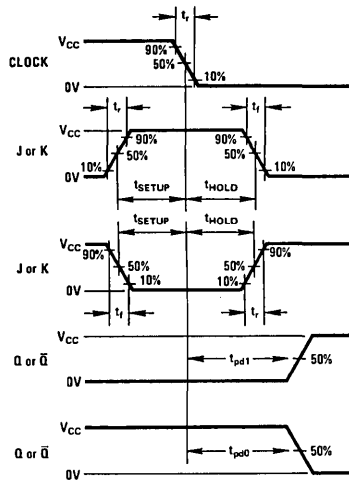 tr
VCC
90%
50%
10%
CLOCK
0V
tr
tf
VCC
90%
90%
J or K
50%
50%
10%
10%
0V
tSETUP
tHOLD
tSETUP
tHOLD
VCC
90%
90%
J or K
50%
50%
10%
10%
0V
tf
tr
VCC
Q or Q̄
tpd1
50%
0V
VCC
Q or Q̄
tpd0
50%
0V